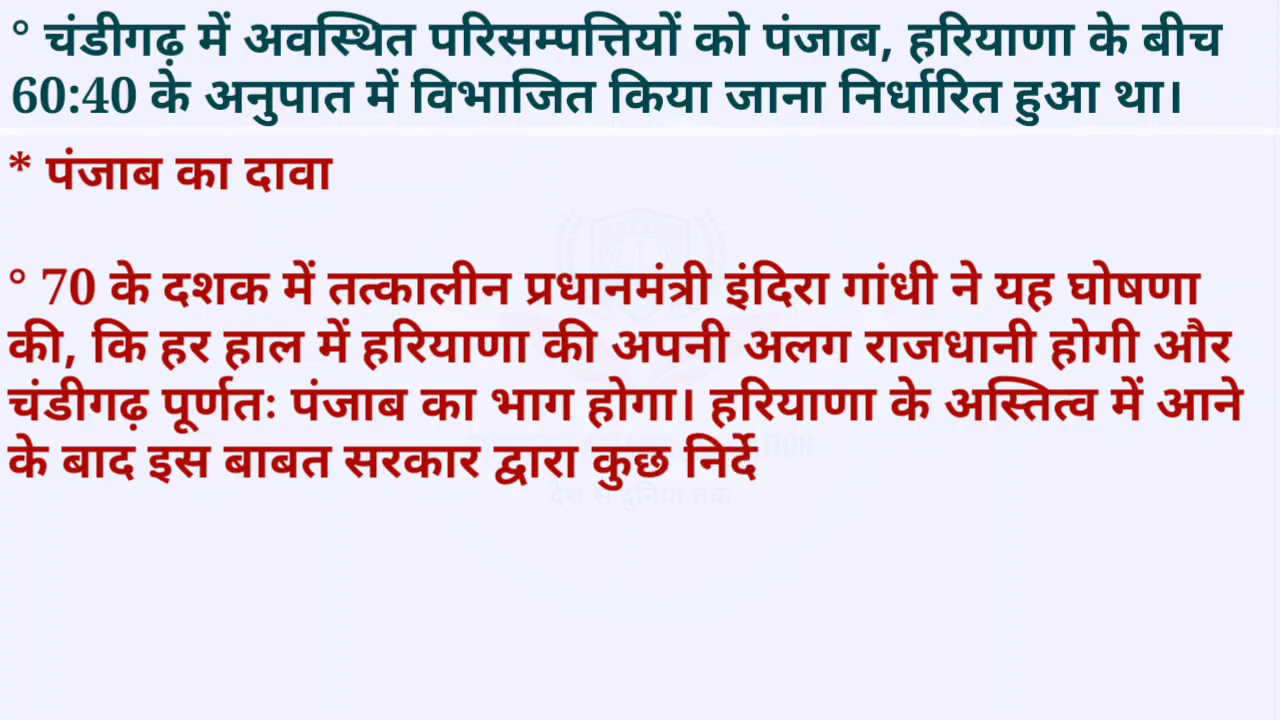 ° चंडीगढ़ में अवस्थित परिसम्पत्तियों को पंजाब, हरियाणा के बीच
60:40 के अनुपात में विभाजित किया जाना निर्धारित हुआ था।
* पंजाब का दावा
° 70 के दशक में तत्कालीन प्रधानमंत्री इंदिरा गांधी ने यह घोषणा
की, कि हर हाल में हरियाणा की अपनी अलग राजधानी होगी और
चंडीगढ़ पूर्णतः पंजाब का भाग होगा। हरियाणा के अस्तित्व में आने
के बाद इस बाबत सरकार द्वारा कुछ निर्दे
देश से दुनिया तक